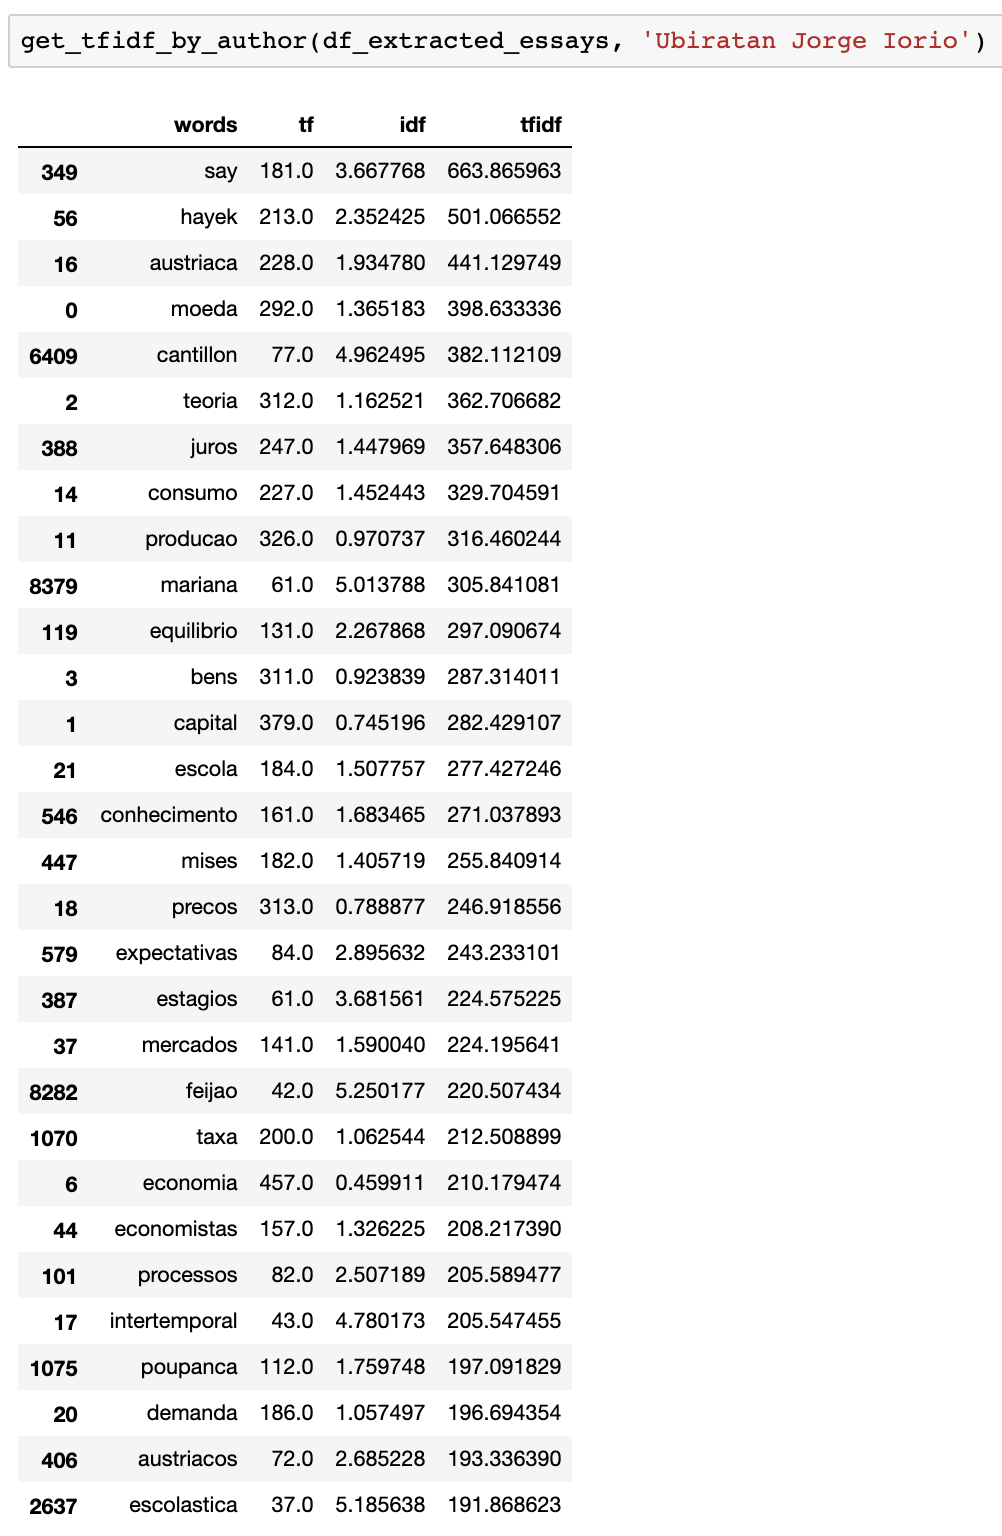 get_tfidf_by_author(df_extracted_essays, 'Ubiratan Jorge Iorio')
words tf idf tfidf
349 say 181.0 3.667768 663.865963
56 hayek 213.0 2.352425 501.066552
16 austriaca 228.0 1.934780 441.129749
0 moeda 292.0 1.365183 398.633336
6409 cantillon 77.0 4.962495 382.112109
2 teoria 312.0 1.162521 362.706682
388 juros 247.0 1.447969 357.648306
14 consumo 227.0 1.452443 329.704591
11 producao 326.0 0.970737 316.460244
8379 mariana 61.0 5.013788 305.841081
119 equilibrio 131.0 2.267868 297.090674
3 bens 311.0 0.923839 287.314011
1 capital 379.0 0.745196 282.429107
21 escola 184.0 1.507757 277.427246
546 conhecimento 161.0 1.683465 271.037893
447 mises 182.0 1.405719 255.840914
18 precos 313.0 0.788877 246.918556
579 expectativas 84.0 2.895632 243.233101
387 estagios 61.0 3.681561 224.575225
37 mercados 141.0 1.590040 224.195641
8282 feijao 42.0 5.250177 220.507434
1070 taxa 200.0 1.062544 212.508899
6 economia 457.0 0.459911 210.179474
44 economistas 157.0 1.326225 208.217390
101 processos 82.0 2.507189 205.589477
17 intertemporal 43.0 4.780173 205.547455
1075 poupanca 112.0 1.759748 197.091829
20 demanda 186.0 1.057497 196.694354
406 austriacos 72.0 2.685228 193.336390
2637 escolastica 37.0 5.185638 191.868623